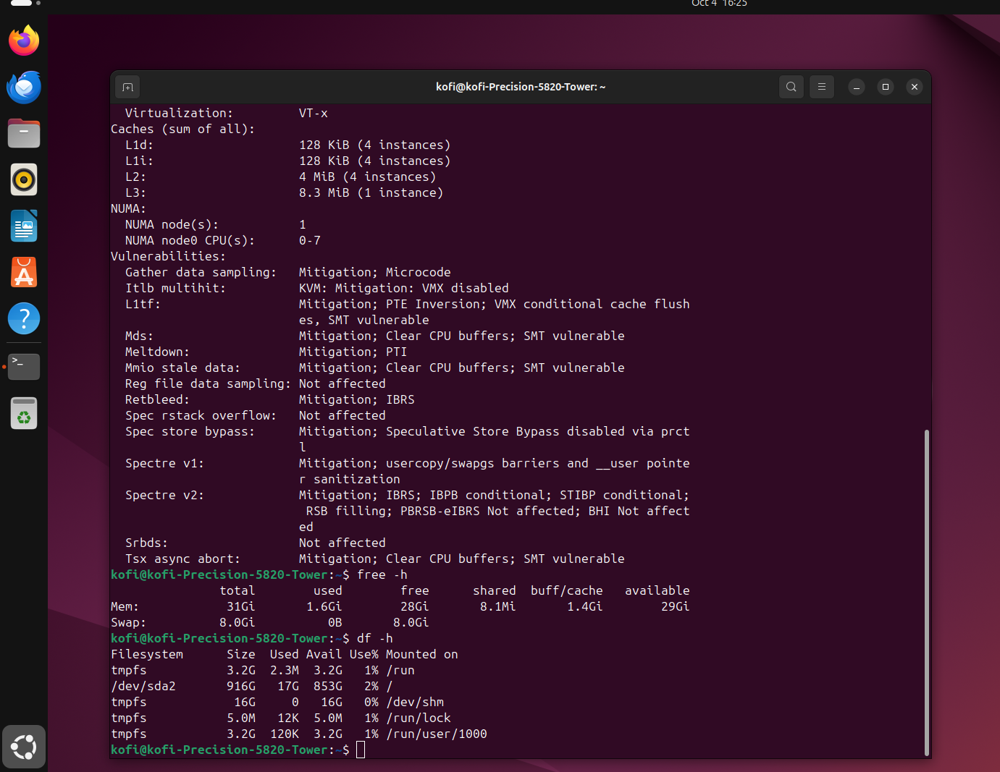 Oct 4 16:25
kofi@kofi-Precision-5820-Tower: ~
Virtualization: VT-x
Caches (sum of all):
L1d: 128 KiB (4 instances)
L1i: 128 KiB (4 instances)
L2: 4 MiB (4 instances)
L3: 8.3 MiB (1 instance)
NUMA:
NUMA node(s): 1
NUMA node0 CPU(s): 0-7
Vulnerabilities:
Gather data sampling: Mitigation; Microcode
Itlb multihit: KVM: Mitigation: VMX disabled
L1tf: Mitigation; PTE Inversion; VMX conditional cache flush
es, SMT vulnerable
Mds: Mitigation; Clear CPU buffers; SMT vulnerable
Meltdown: Mitigation; PTI
Mmio stale data: Mitigation; Clear CPU buffers; SMT vulnerable
Reg file data sampling: Not affected
Retbleed: Mitigation; IBRS
Spec rstack overflow: Not affected
Spec store bypass: Mitigation; Speculative Store Bypass disabled via prct
l
Spectre v1: Mitigation; usercopy/swapgs barriers and __user pointe
r sanitization
Spectre v2: Mitigation; IBRS; IBPB conditional; STIBP conditional;
RSB filling; PBRSB-eIBRS Not affected; BHI Not affect
ed
Srbds: Not affected
Tsx async abort: Mitigation; Clear CPU buffers; SMT vulnerable
kofi@kofi-Precision-5820-Tower:~$ free -h
total used free shared buff/cache available
Mem: 31Gi 1.6Gi 28Gi 8.1Mi 1.4Gi 29Gi
Swap: 8.0Gi 0B 8.0Gi
kofi@kofi-Precision-5820-Tower:~$ df -h
Filesystem Size Used Avail Use% Mounted on
tmpfs 3.2G 2.3M 3.2G 1% /run
/dev/sda2 916G 17G 853G 2% /
tmpfs 16G 0 16G 0% /dev/shm
tmpfs 5.0M 12K 5.0M 1% /run/lock
tmpfs 3.2G 120K 3.2G 1% /run/user/1000
kofi@kofi-Precision-5820-Tower:~$